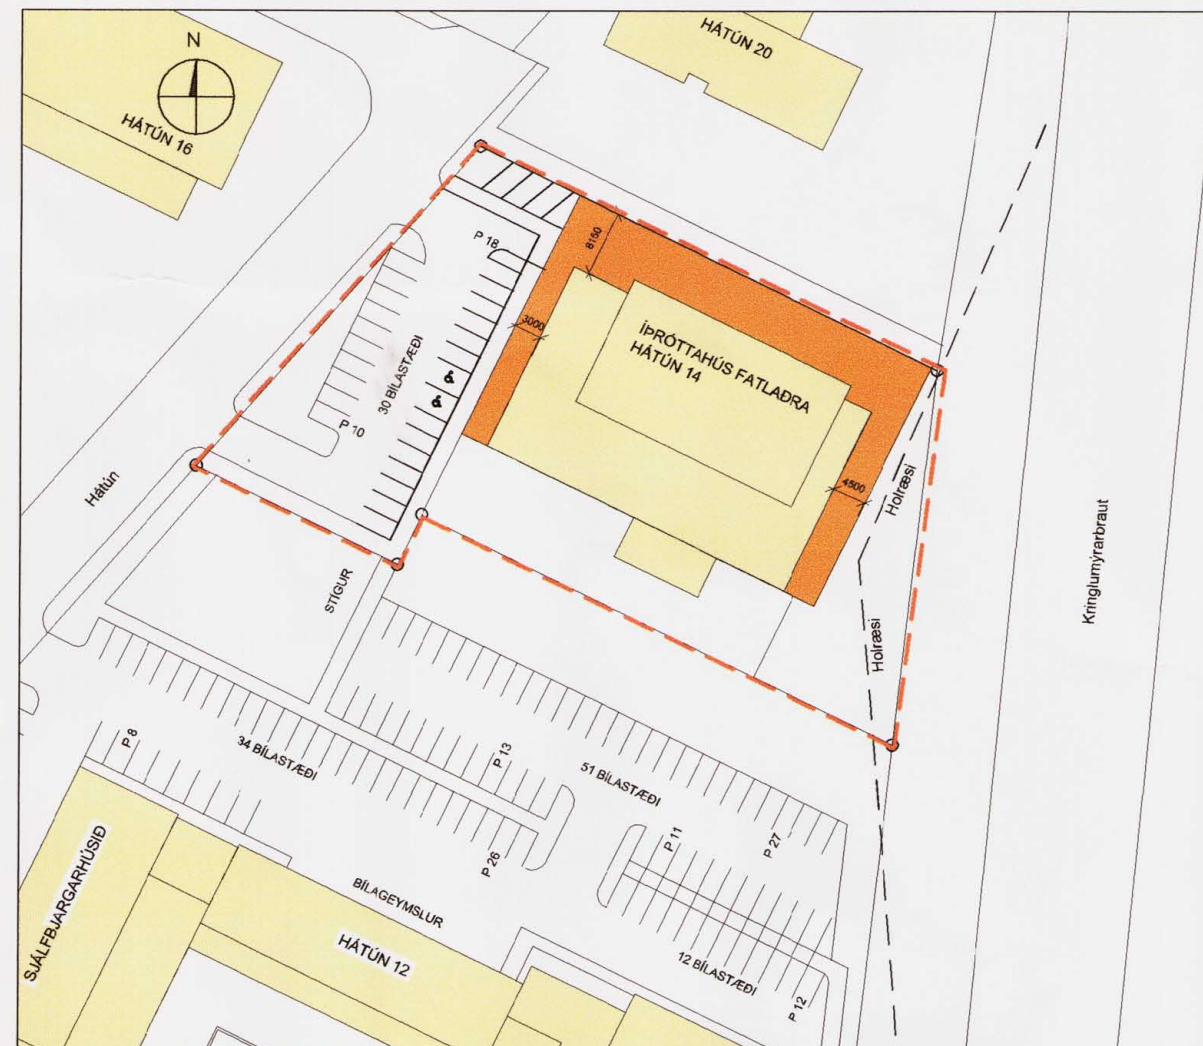 N
HÁTÚN 16
HÁTÚN 20
P 18
8150
3000
ÍÞRÓTTAHÚS FATLAÐRA
HÁTÚN 14
30 BÍLASTÆÐI
P 10
4500
Holræsi
Hátún
Kringlumýrarbraut
STÍGUR
Holræsi
P 8
34 BÍLASTÆÐI
P 13
51 BÍLASTÆÐI
P 11
P 27
P 26
SJÁLFBJARGARHÚSIÐ
BÍLAGEYMSLUR
HÁTÚN 12
12 BÍLASTÆÐI
P 12